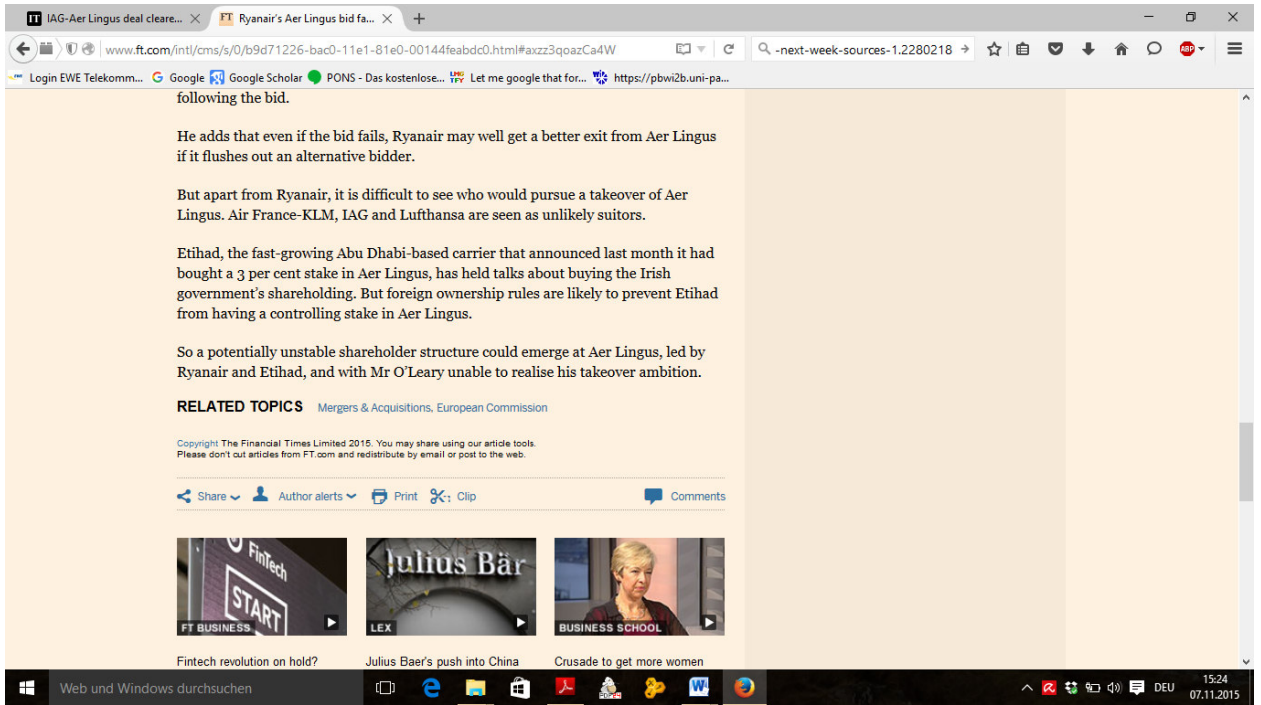 IAG-Aer Lingus deal cleare...
FT Ryanair's Aer Lingus bid fa...
www.ft.com/intl/cms/s/0/b9d71226-bac0-11e1-81e0-00144feabdc0.html#axzz3qoazCa4W
-next-week-sources-1.2280218
ABP
Login EWE Telekomm...
Google
Google Scholar
PONS - Das kostenlose...
Let me google that for...
https://pbwi2b.uni-pa...
following the bid.
He adds that even if the bid fails, Ryanair may well get a better exit from Aer Lingus
if it flushes out an alternative bidder.
But apart from Ryanair, it is difficult to see who would pursue a takeover of Aer
Lingus. Air France-KLM, IAG and Lufthansa are seen as unlikely suitors.
Etihad, the fast-growing Abu Dhabi-based carrier that announced last month it had
bought a 3 per cent stake in Aer Lingus, has held talks about buying the Irish
government's shareholding. But foreign ownership rules are likely to prevent Etihad
from having a controlling stake in Aer Lingus.
So a potentially unstable shareholder structure could emerge at Aer Lingus, led by
Ryanair and Etihad, and with Mr O'Leary unable to realise his takeover ambition.
RELATED TOPICS Mergers & Acquisitions, European Commission
Copyright The Financial Times Limited 2015. You may share using our article tools.
Please don't cut articles from FT.com and redistribute by email or post to the web.
Share
Author alerts
Print
Clip
Comments
FinTech
START
FT BUSINESS
Julius Bär
LEX
BUSINESS SCHOOL
Fintech revolution on hold?
Julius Baer's push into China
Crusade to get more women
Web und Windows durchsuchen
DEU
15:24
07.11.2015